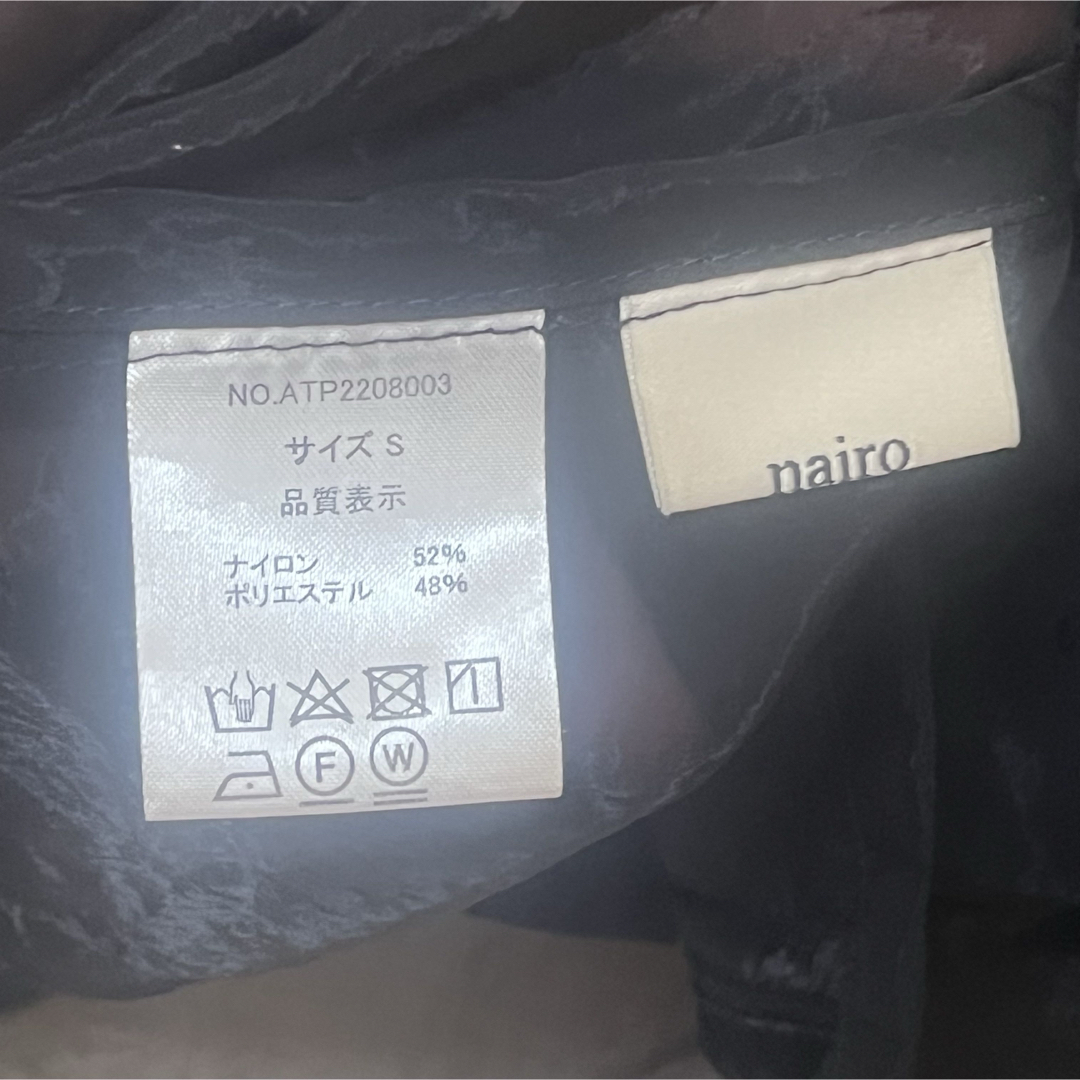 NO.ATP2208003
サイズ S
品質表示
ナイロン 52%
ポリエステル 48%
F W
nairo